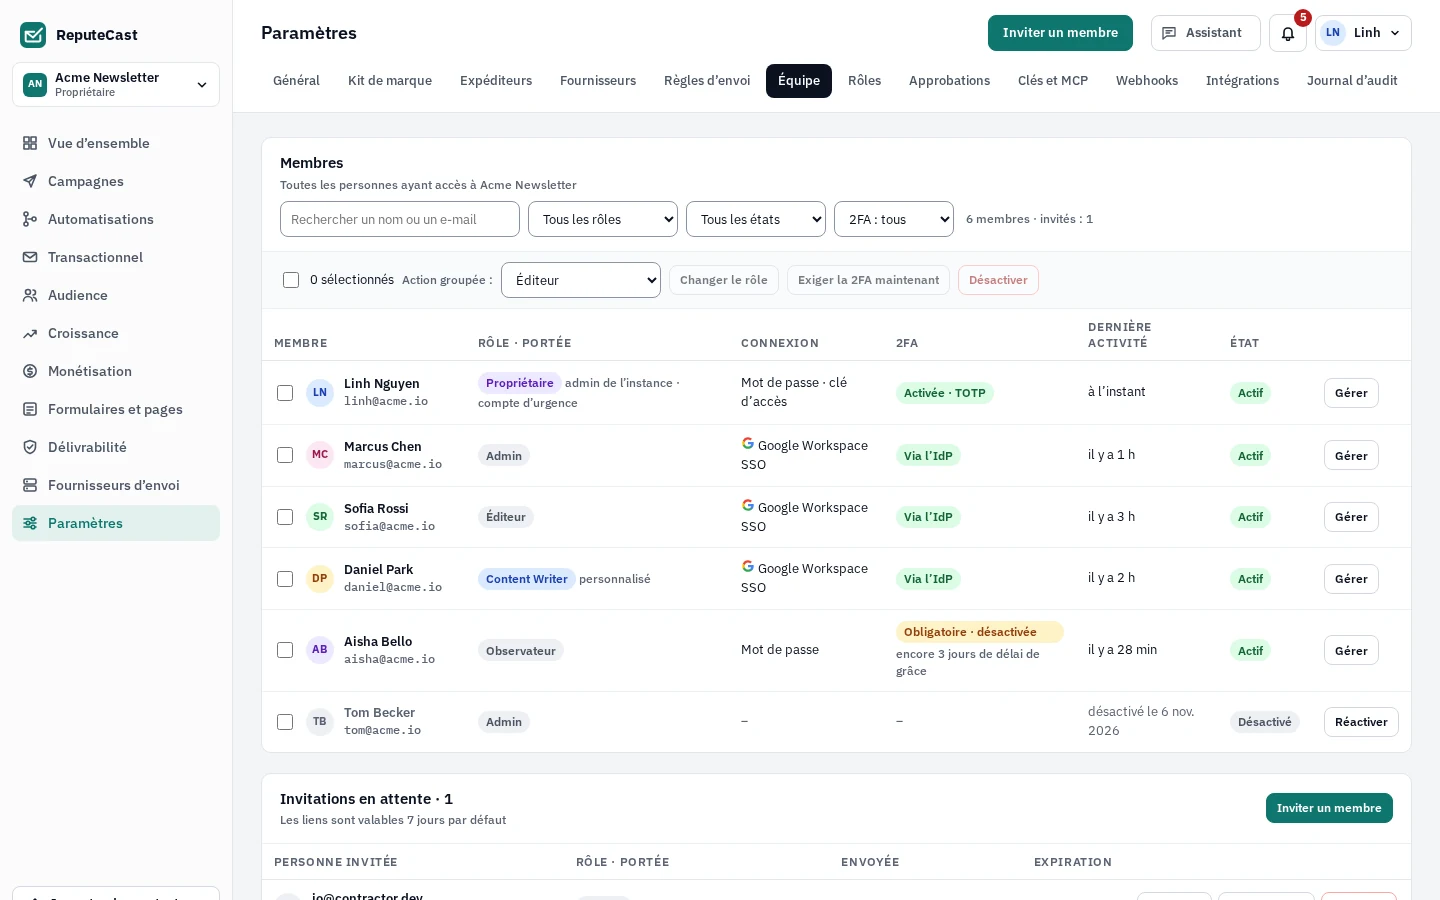 ReputeCast
AN
Acme Newsletter
Propriétaire
Vue d’ensemble
Campagnes
Automatisations
Transactionnel
Audience
Croissance
Monétisation
Formulaires et pages
Délivrabilité
Fournisseurs d’envoi
Paramètres
Paramètres
Inviter un membre
Assistant
5
LN
Linh
Général
Kit de marque
Expéditeurs
Fournisseurs
Règles d’envoi
Équipe
Rôles
Approbations
Clés et MCP
Webhooks
Intégrations
Journal d’audit
Membres
Toutes les personnes ayant accès à Acme Newsletter
Rechercher un nom ou un e-mail
Tous les rôles
Tous les états
2FA : tous
6 membres · invités : 1
0 sélectionnés
Action groupée :
Éditeur
Changer le rôle
Exiger la 2FA maintenant
Désactiver
MEMBRE
RÔLE · PORTÉE
CONNEXION
2FA
DERNIÈRE
ACTIVITÉ
ÉTAT
LN
Linh Nguyen
linh@acme.io
Propriétaire admin de l’instance ·
compte d’urgence
Mot de passe · clé
d’accès
Activée · TOTP
à l’instant
Actif
Gérer
MC
Marcus Chen
marcus@acme.io
Admin
Google Workspace
SSO
Via l’IdP
il y a 1 h
Actif
Gérer
SR
Sofia Rossi
sofia@acme.io
Éditeur
Google Workspace
SSO
Via l’IdP
il y a 3 h
Actif
Gérer
DP
Daniel Park
daniel@acme.io
Content Writer personnalisé
Google Workspace
SSO
Via l’IdP
il y a 2 h
Actif
Gérer
AB
Aisha Bello
aisha@acme.io
Observateur
Mot de passe
Obligatoire · désactivée
encore 3 jours de délai de
grâce
il y a 28 min
Actif
Gérer
TB
Tom Becker
tom@acme.io
Admin
–
–
désactivé le 6 nov.
2026
Désactivé
Réactiver
Invitations en attente · 1
Les liens sont valables 7 jours par défaut
Inviter un membre
PERSONNE INVITÉE
RÔLE · PORTÉE
ENVOYÉE
EXPIRATION
jo@contractor.dev